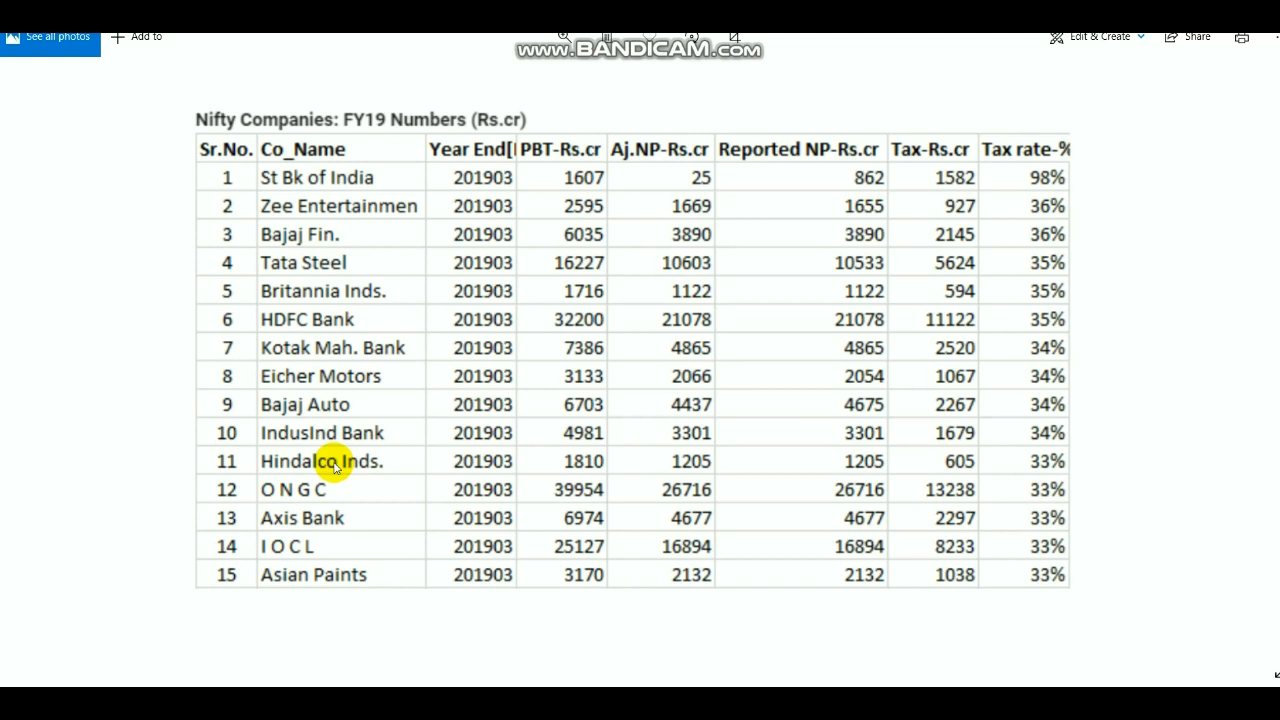 See all photos Add to Edit & Create Share
www.BANDICAM.com
Nifty Companies: FY19 Numbers (Rs.cr)
Sr.No. Co_Name Year End[ PBT-Rs.cr Aj.NP-Rs.cr Reported NP-Rs.cr Tax-Rs.cr Tax rate-%
1 St Bk of India 201903 1607 25 862 1582 98%
2 Zee Entertainmen 201903 2595 1669 1655 927 36%
3 Bajaj Fin. 201903 6035 3890 3890 2145 36%
4 Tata Steel 201903 16227 10603 10533 5624 35%
5 Britannia Inds. 201903 1716 1122 1122 594 35%
6 HDFC Bank 201903 32200 21078 21078 11122 35%
7 Kotak Mah. Bank 201903 7386 4865 4865 2520 34%
8 Eicher Motors 201903 3133 2066 2054 1067 34%
9 Bajaj Auto 201903 6703 4437 4675 2267 34%
10 IndusInd Bank 201903 4981 3301 3301 1679 34%
11 Hindalco Inds. 201903 1810 1205 1205 605 33%
12 O N G C 201903 39954 26716 26716 13238 33%
13 Axis Bank 201903 6974 4677 4677 2297 33%
14 I O C L 201903 25127 16894 16894 8233 33%
15 Asian Paints 201903 3170 2132 2132 1038 33%